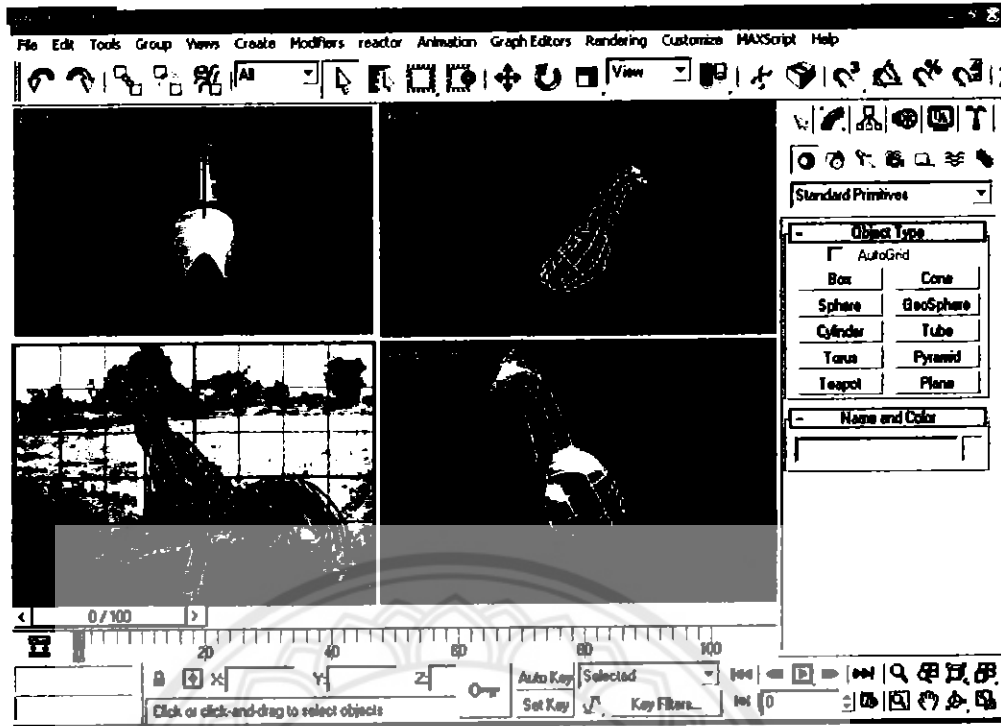 File Edit Tools Group Views Create Modifiers reactor Animation Graph Editors Rendering Customize MAXScript Help
All
View
Standard Primitives
- Object Type
AutoGrid
Box Cone
Sphere GeoSphere
Cylinder Tube
Torus Pyramid
Teapot Plane
- Name and Color
< 0 / 100 >
20 40 60 80 100
X: Y: Z: Auto Key Selected
Click or click-and-drag to select objects Set Key Key Filters... 0